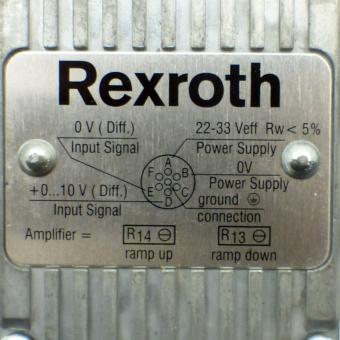 Rexroth
0 V ( Diff.) 22-33 Veff Rw < 5%
Input Signal Power Supply
A
F B 0V
E C Power Supply
+0...10 V ( Diff.) D ground
Input Signal connection
Amplifier = R14 R13
ramp up ramp down